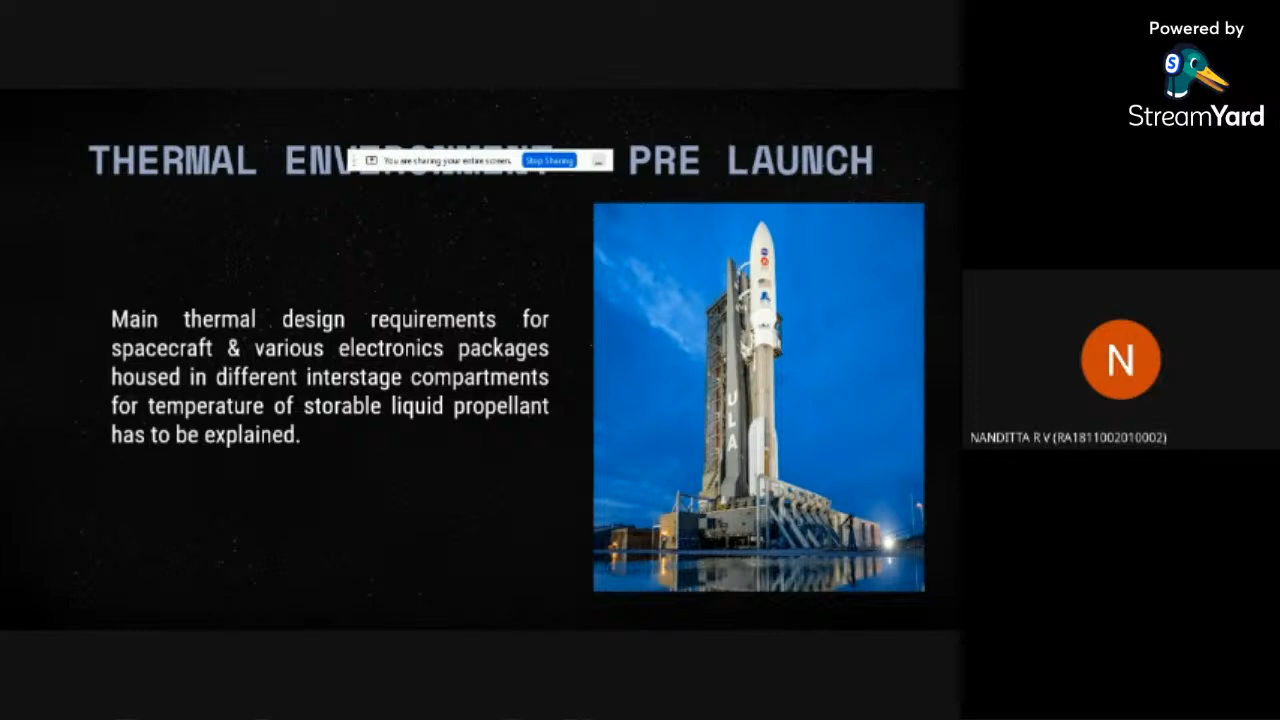 Powered by
StreamYard
THERMAL PRE LAUNCH
You are sharing your entire screen.
Stop Sharing
Main thermal design requirements for
spacecraft & various electronics packages
housed in different interstage compartments
for temperature of storable liquid propellant
has to be explained.
ULA
N
NANDITTA R V (RA1811002010002)